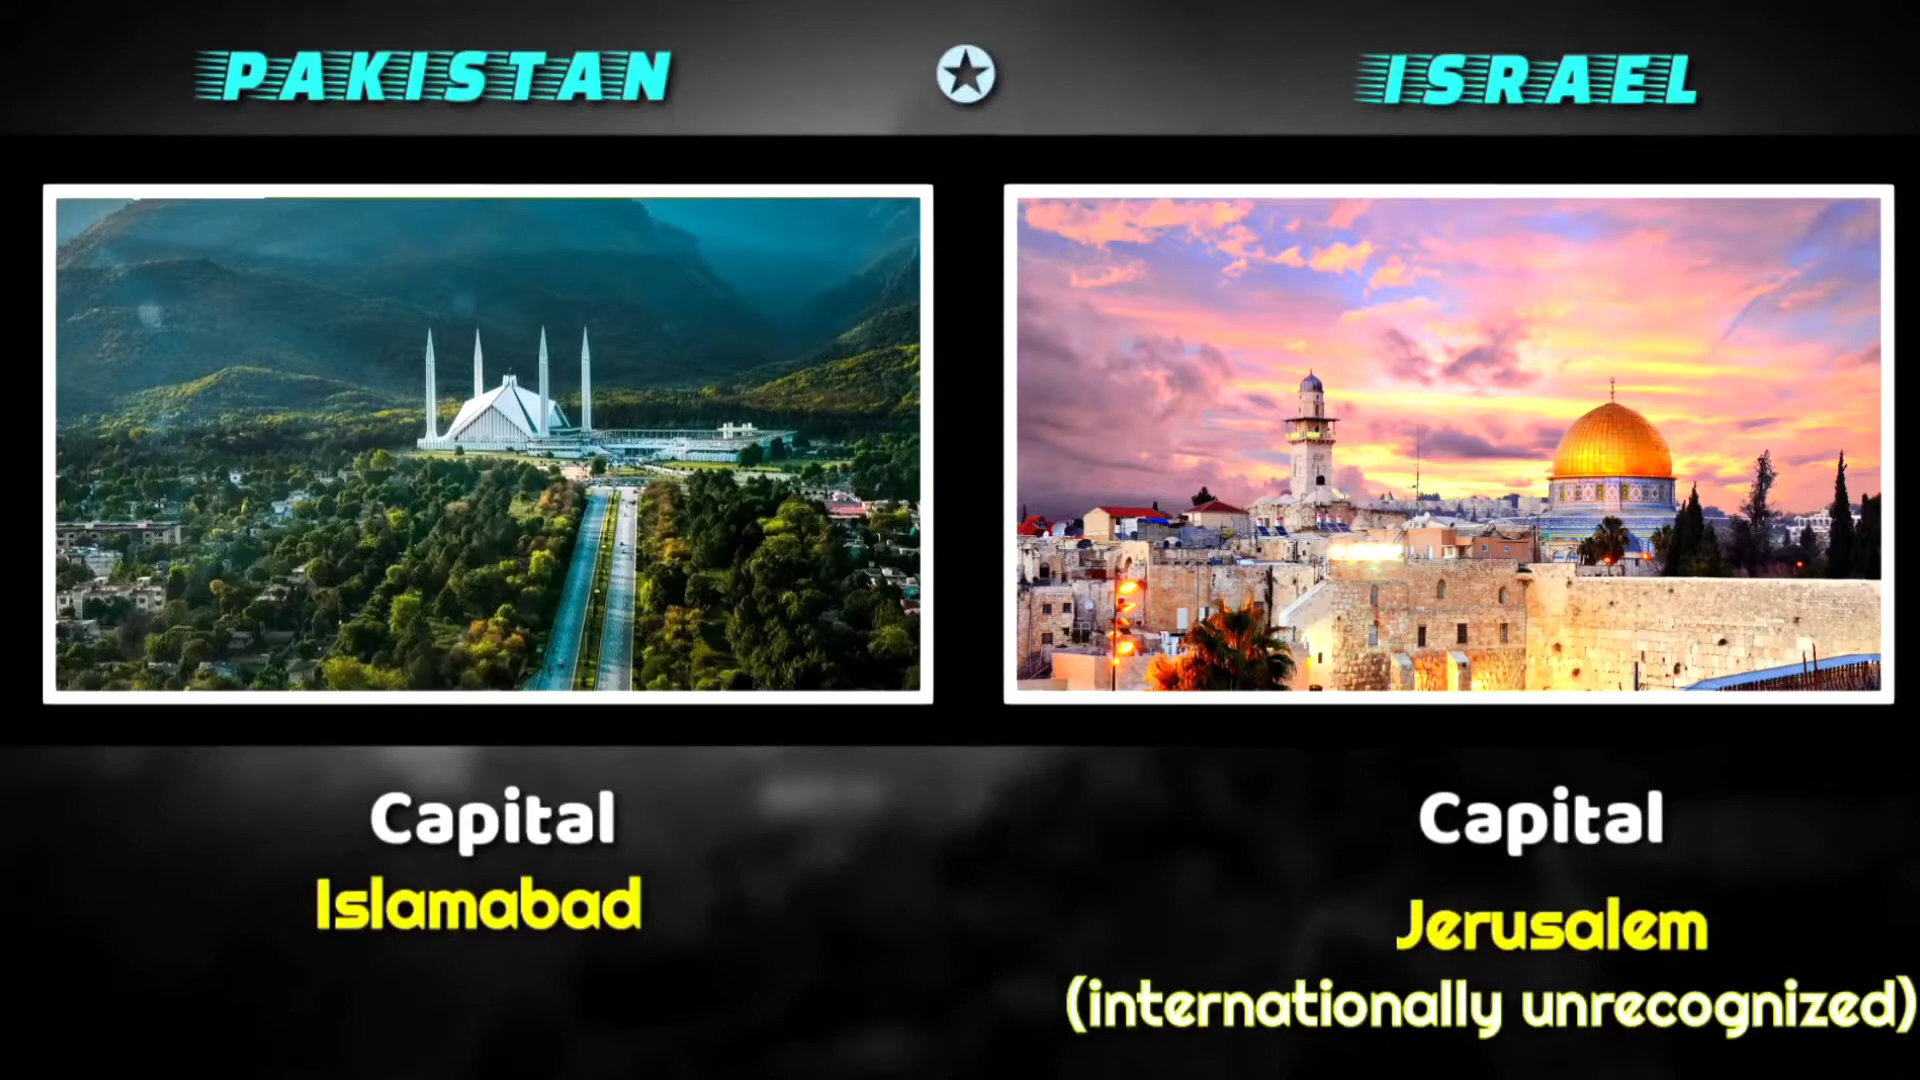 PAKISTAN
ISRAEL
Capital
Islamabad
Capital
Jerusalem
(internationally unrecognized)